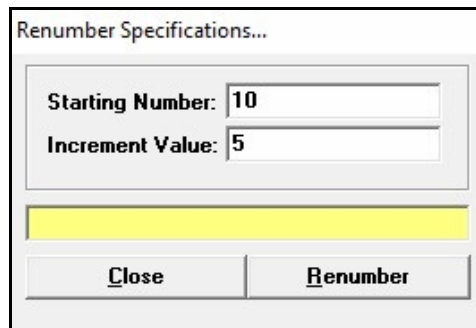 Renumber Specifications...
Starting Number: 10
Increment Value: 5
Close Renumber